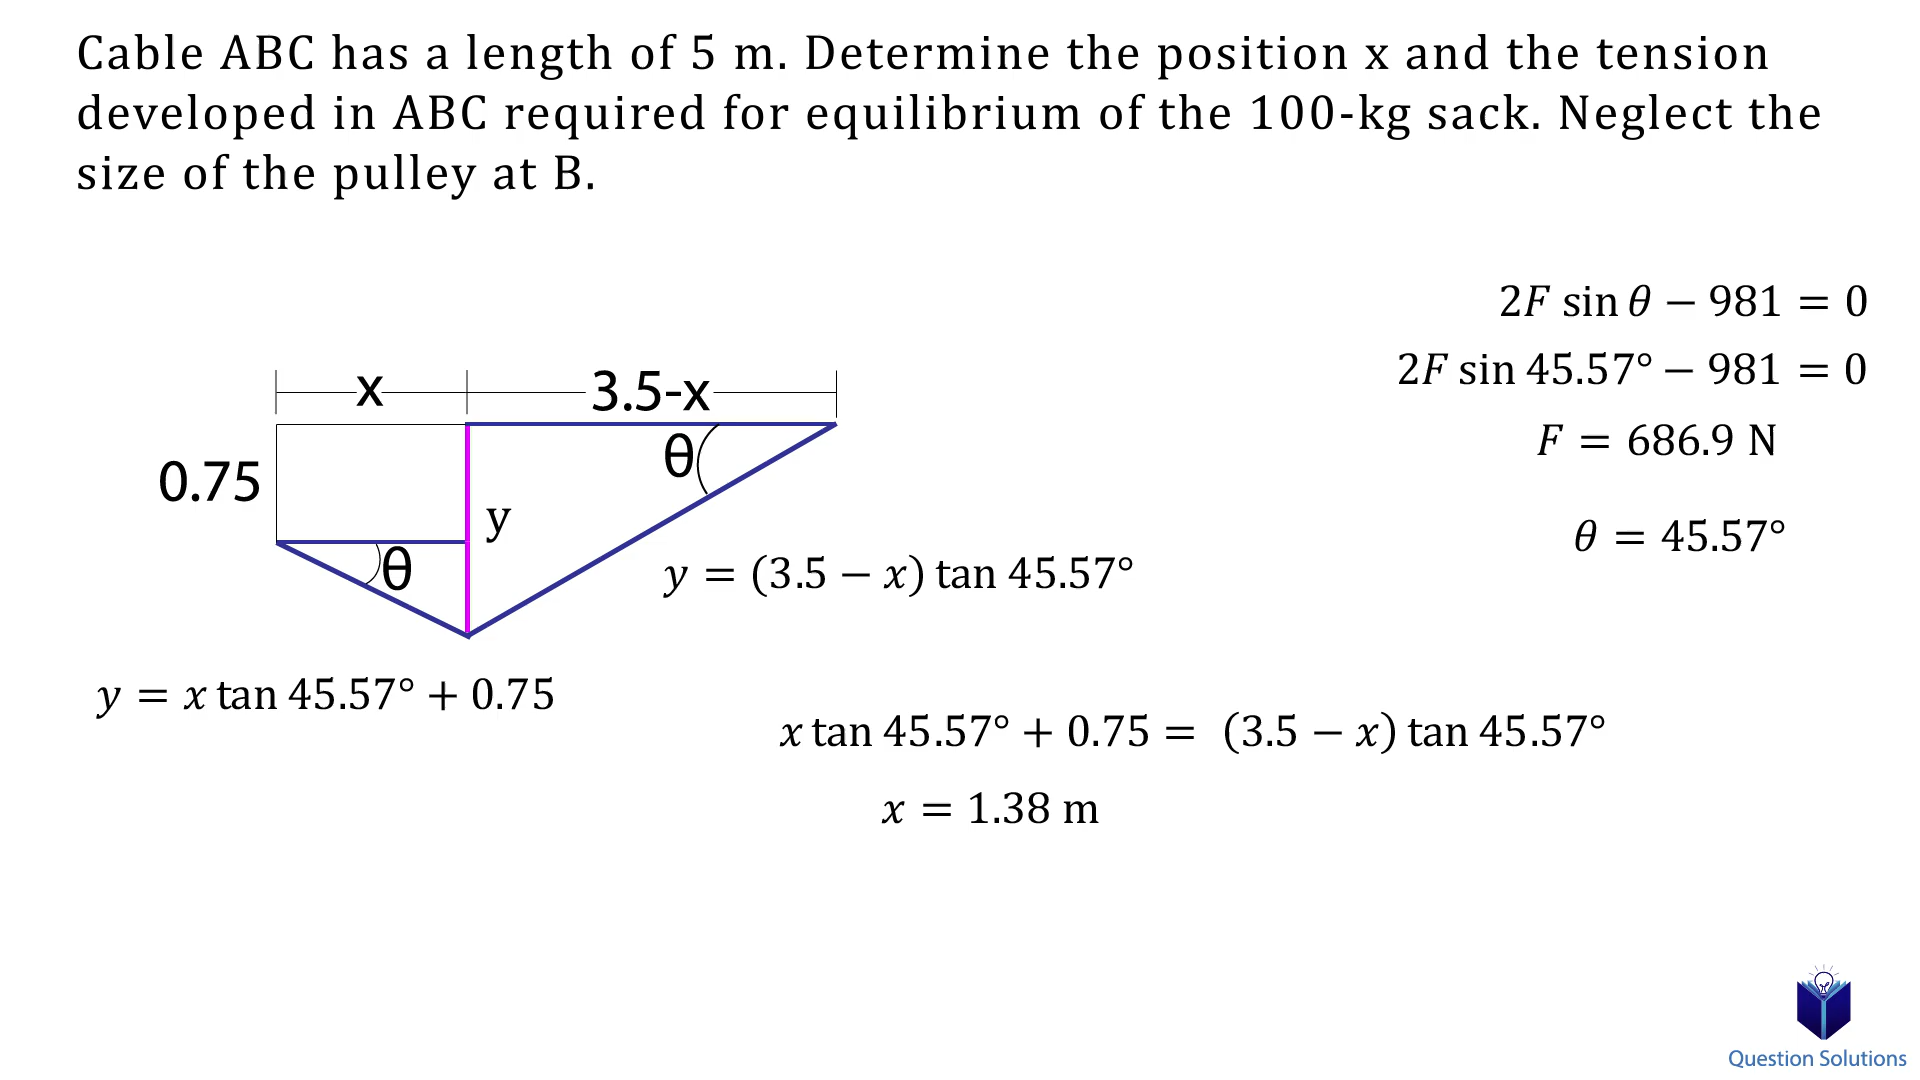 Cable ABC has a length of 5 m. Determine the position x and the tension
developed in ABC required for equilibrium of the 100-kg sack. Neglect the
size of the pulley at B.
2F sin θ − 981 = 0
2F sin 45.57° − 981 = 0
F = 686.9 N
θ = 45.57°
x
3.5-x
0.75
θ
y
θ
y = (3.5 − x) tan 45.57°
y = x tan 45.57° + 0.75
x tan 45.57° + 0.75 = (3.5 − x) tan 45.57°
x = 1.38 m
Question Solutions